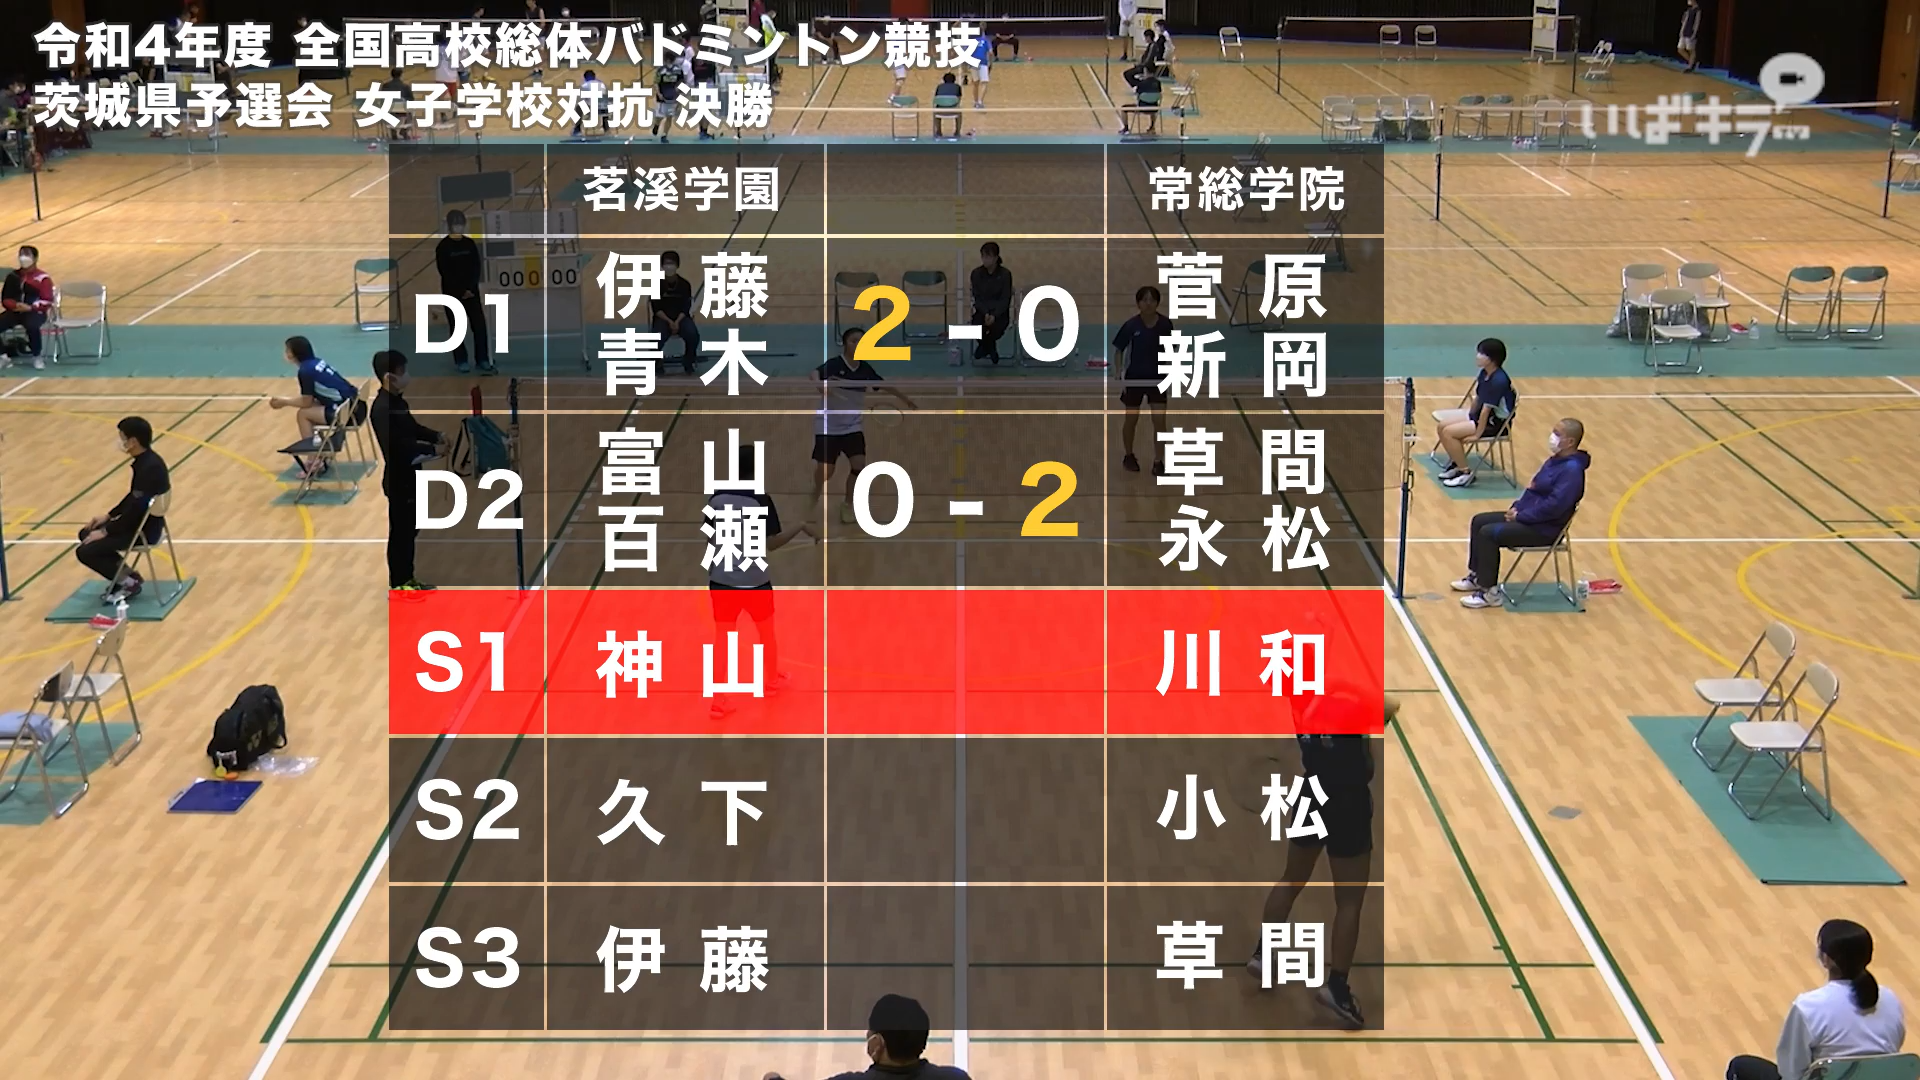 令和4年度 全国高校総体バドミントン競技
茨城県予選会 女子学校対抗 決勝
いばキラTV
茗溪学園 常総学院
D1 伊藤 青木 2 - 0 菅原 新岡
D2 富山 百瀬 0 - 2 草間 永松
S1 神山 川和
S2 久下 小松
S3 伊藤 草間
000 00